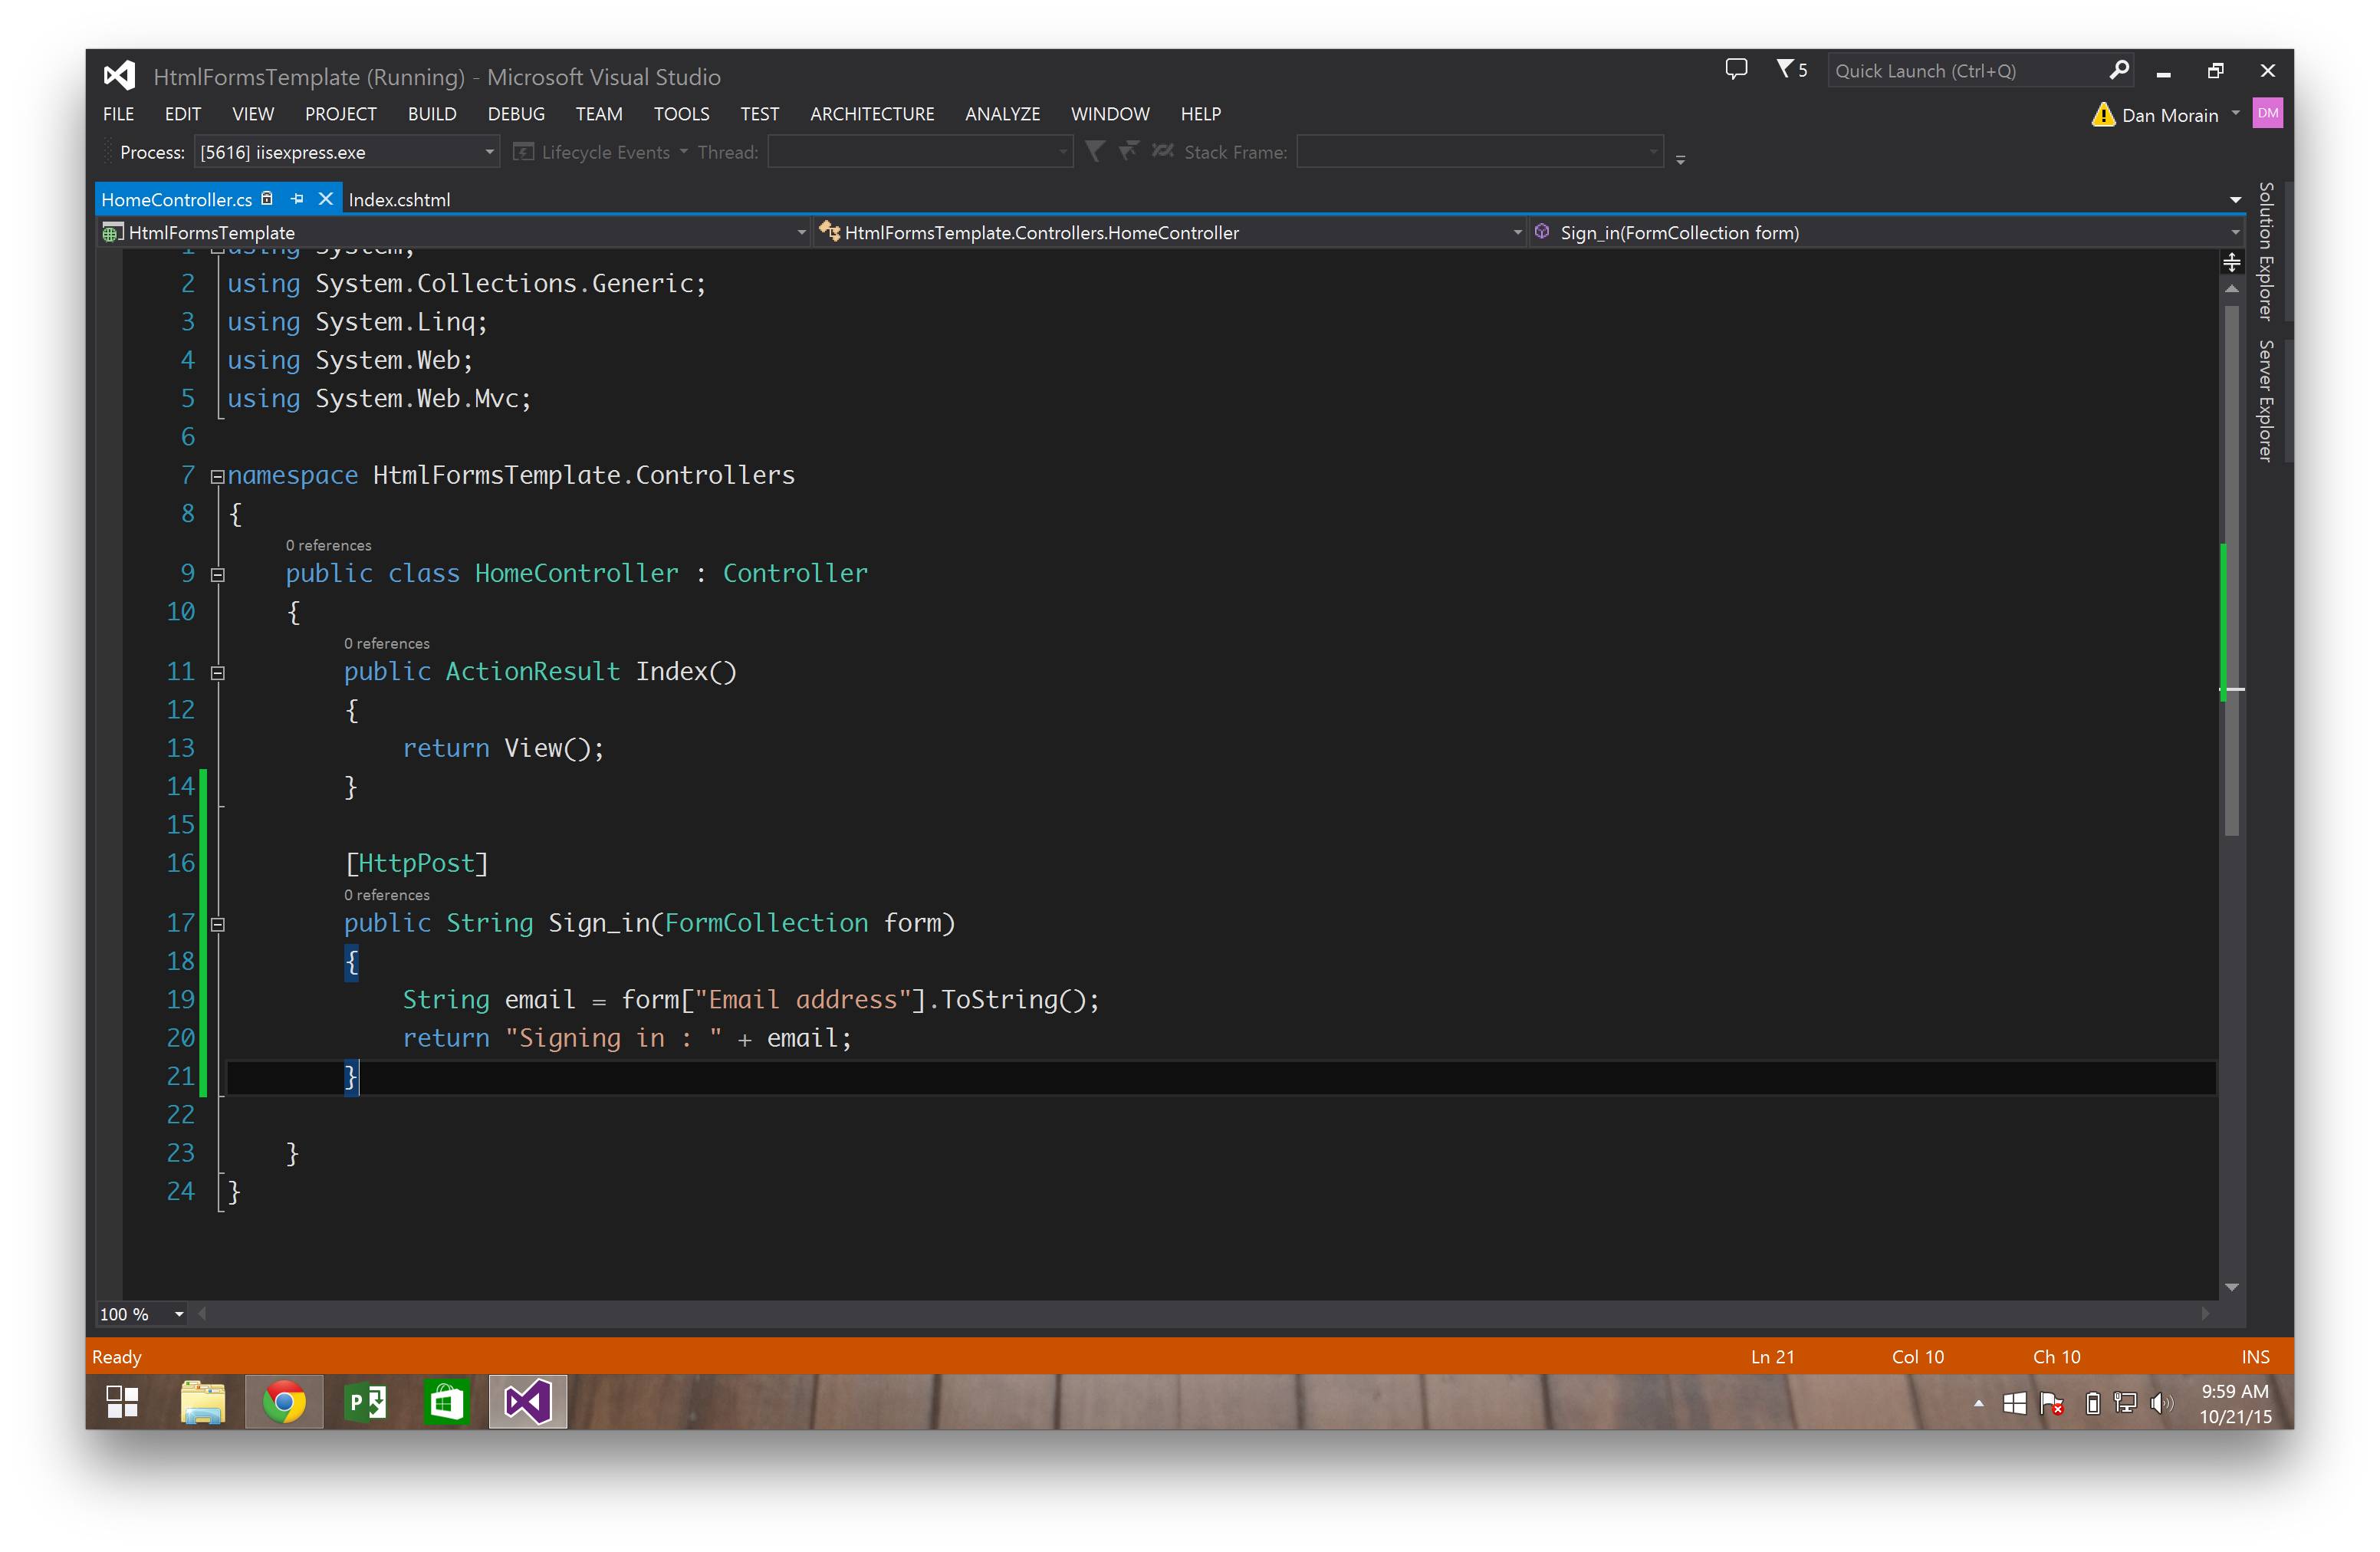 HtmlFormsTemplate (Running) - Microsoft Visual Studio
5
Quick Launch (Ctrl+Q)
FILE EDIT VIEW PROJECT BUILD DEBUG TEAM TOOLS TEST ARCHITECTURE ANALYZE WINDOW HELP
Dan Morain
DM
Process: [5616] iisexpress.exe Lifecycle Events Thread: Stack Frame:
HomeController.cs Index.cshtml
HtmlFormsTemplate HtmlFormsTemplate.Controllers.HomeController Sign_in(FormCollection form)
1 using System;
2 using System.Collections.Generic;
3 using System.Linq;
4 using System.Web;
5 using System.Web.Mvc;
6
7 namespace HtmlFormsTemplate.Controllers
8 {
0 references
9 public class HomeController : Controller
10 {
0 references
11 public ActionResult Index()
12 {
13 return View();
14 }
15
16 [HttpPost]
0 references
17 public String Sign_in(FormCollection form)
18 {
19 String email = form["Email address"].ToString();
20 return "Signing in : " + email;
21 }
22
23 }
24 }
Solution Explorer
Server Explorer
100 %
Ready Ln 21 Col 10 Ch 10 INS
P
9:59 AM
10/21/15